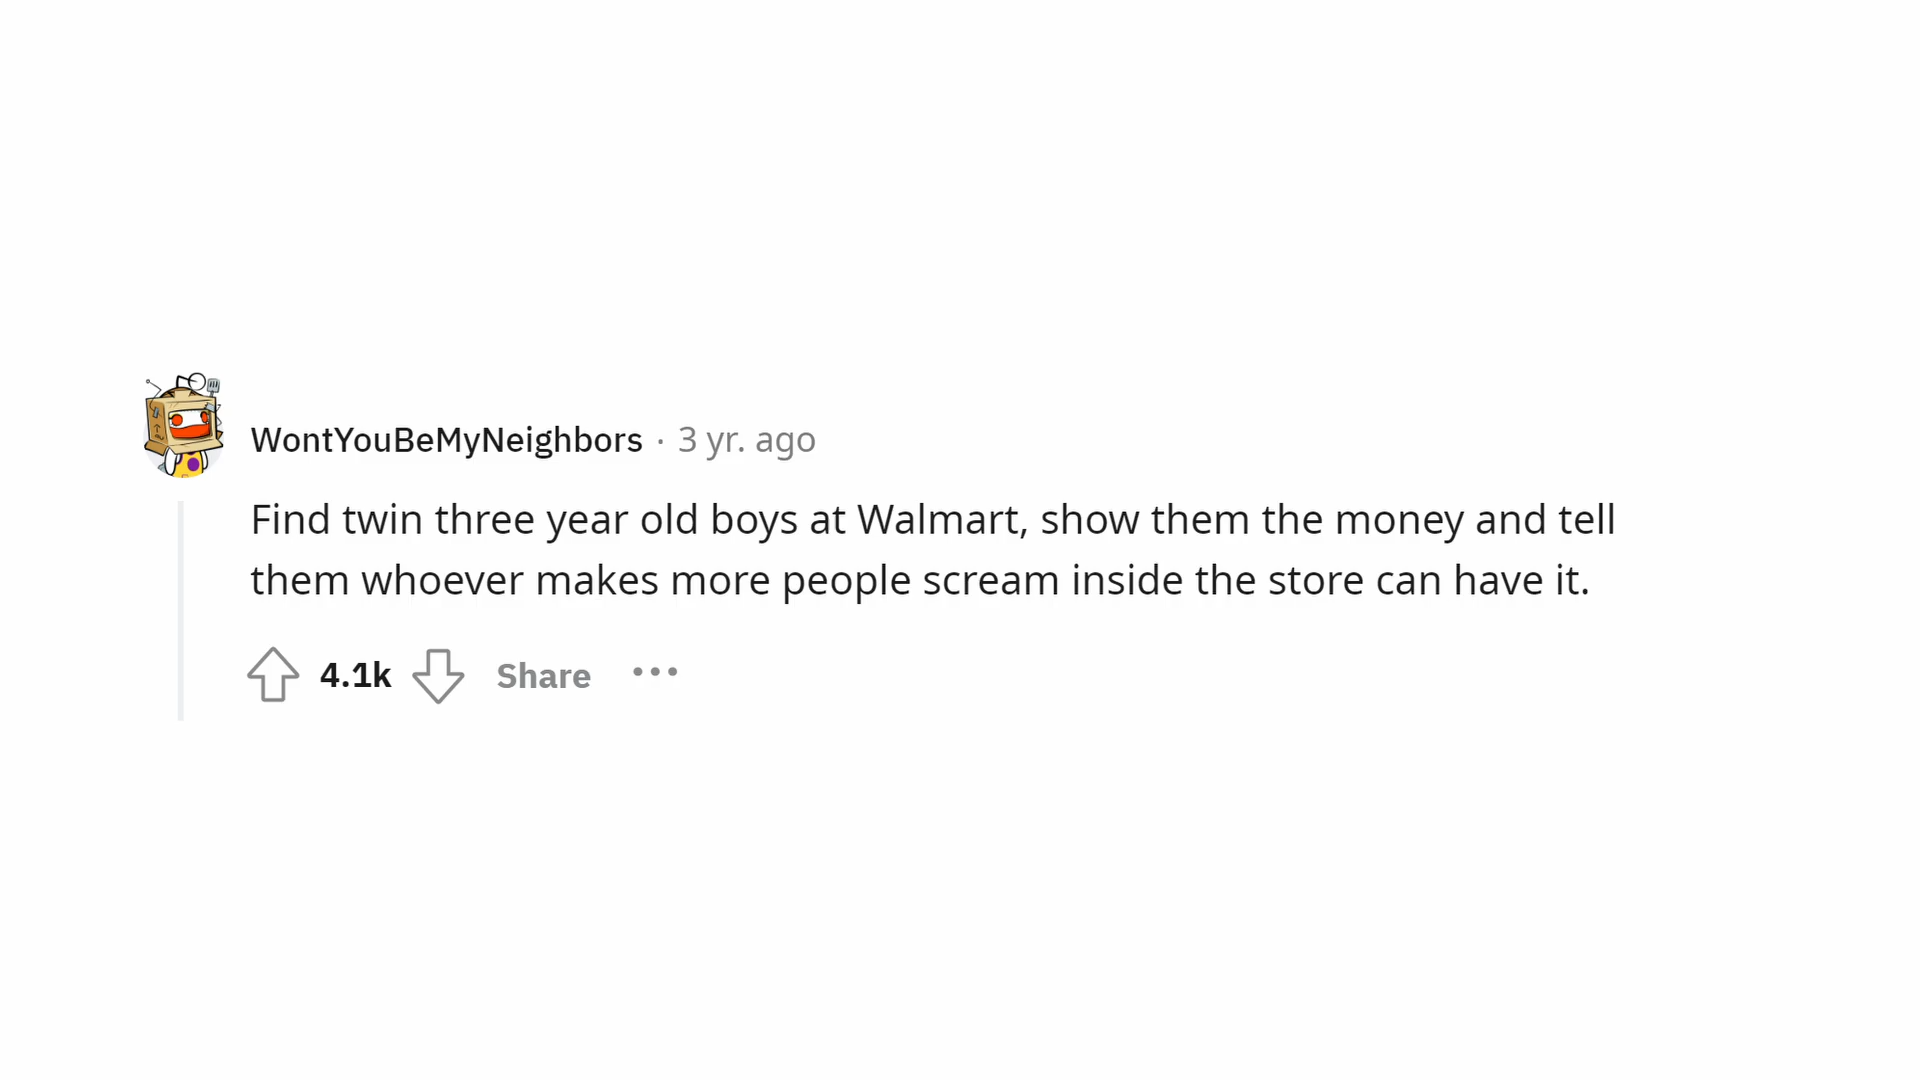 WontYouBeMyNeighbors · 3 yr. ago
Find twin three year old boys at Walmart, show them the money and tell
them whoever makes more people scream inside the store can have it.
4.1k Share ···